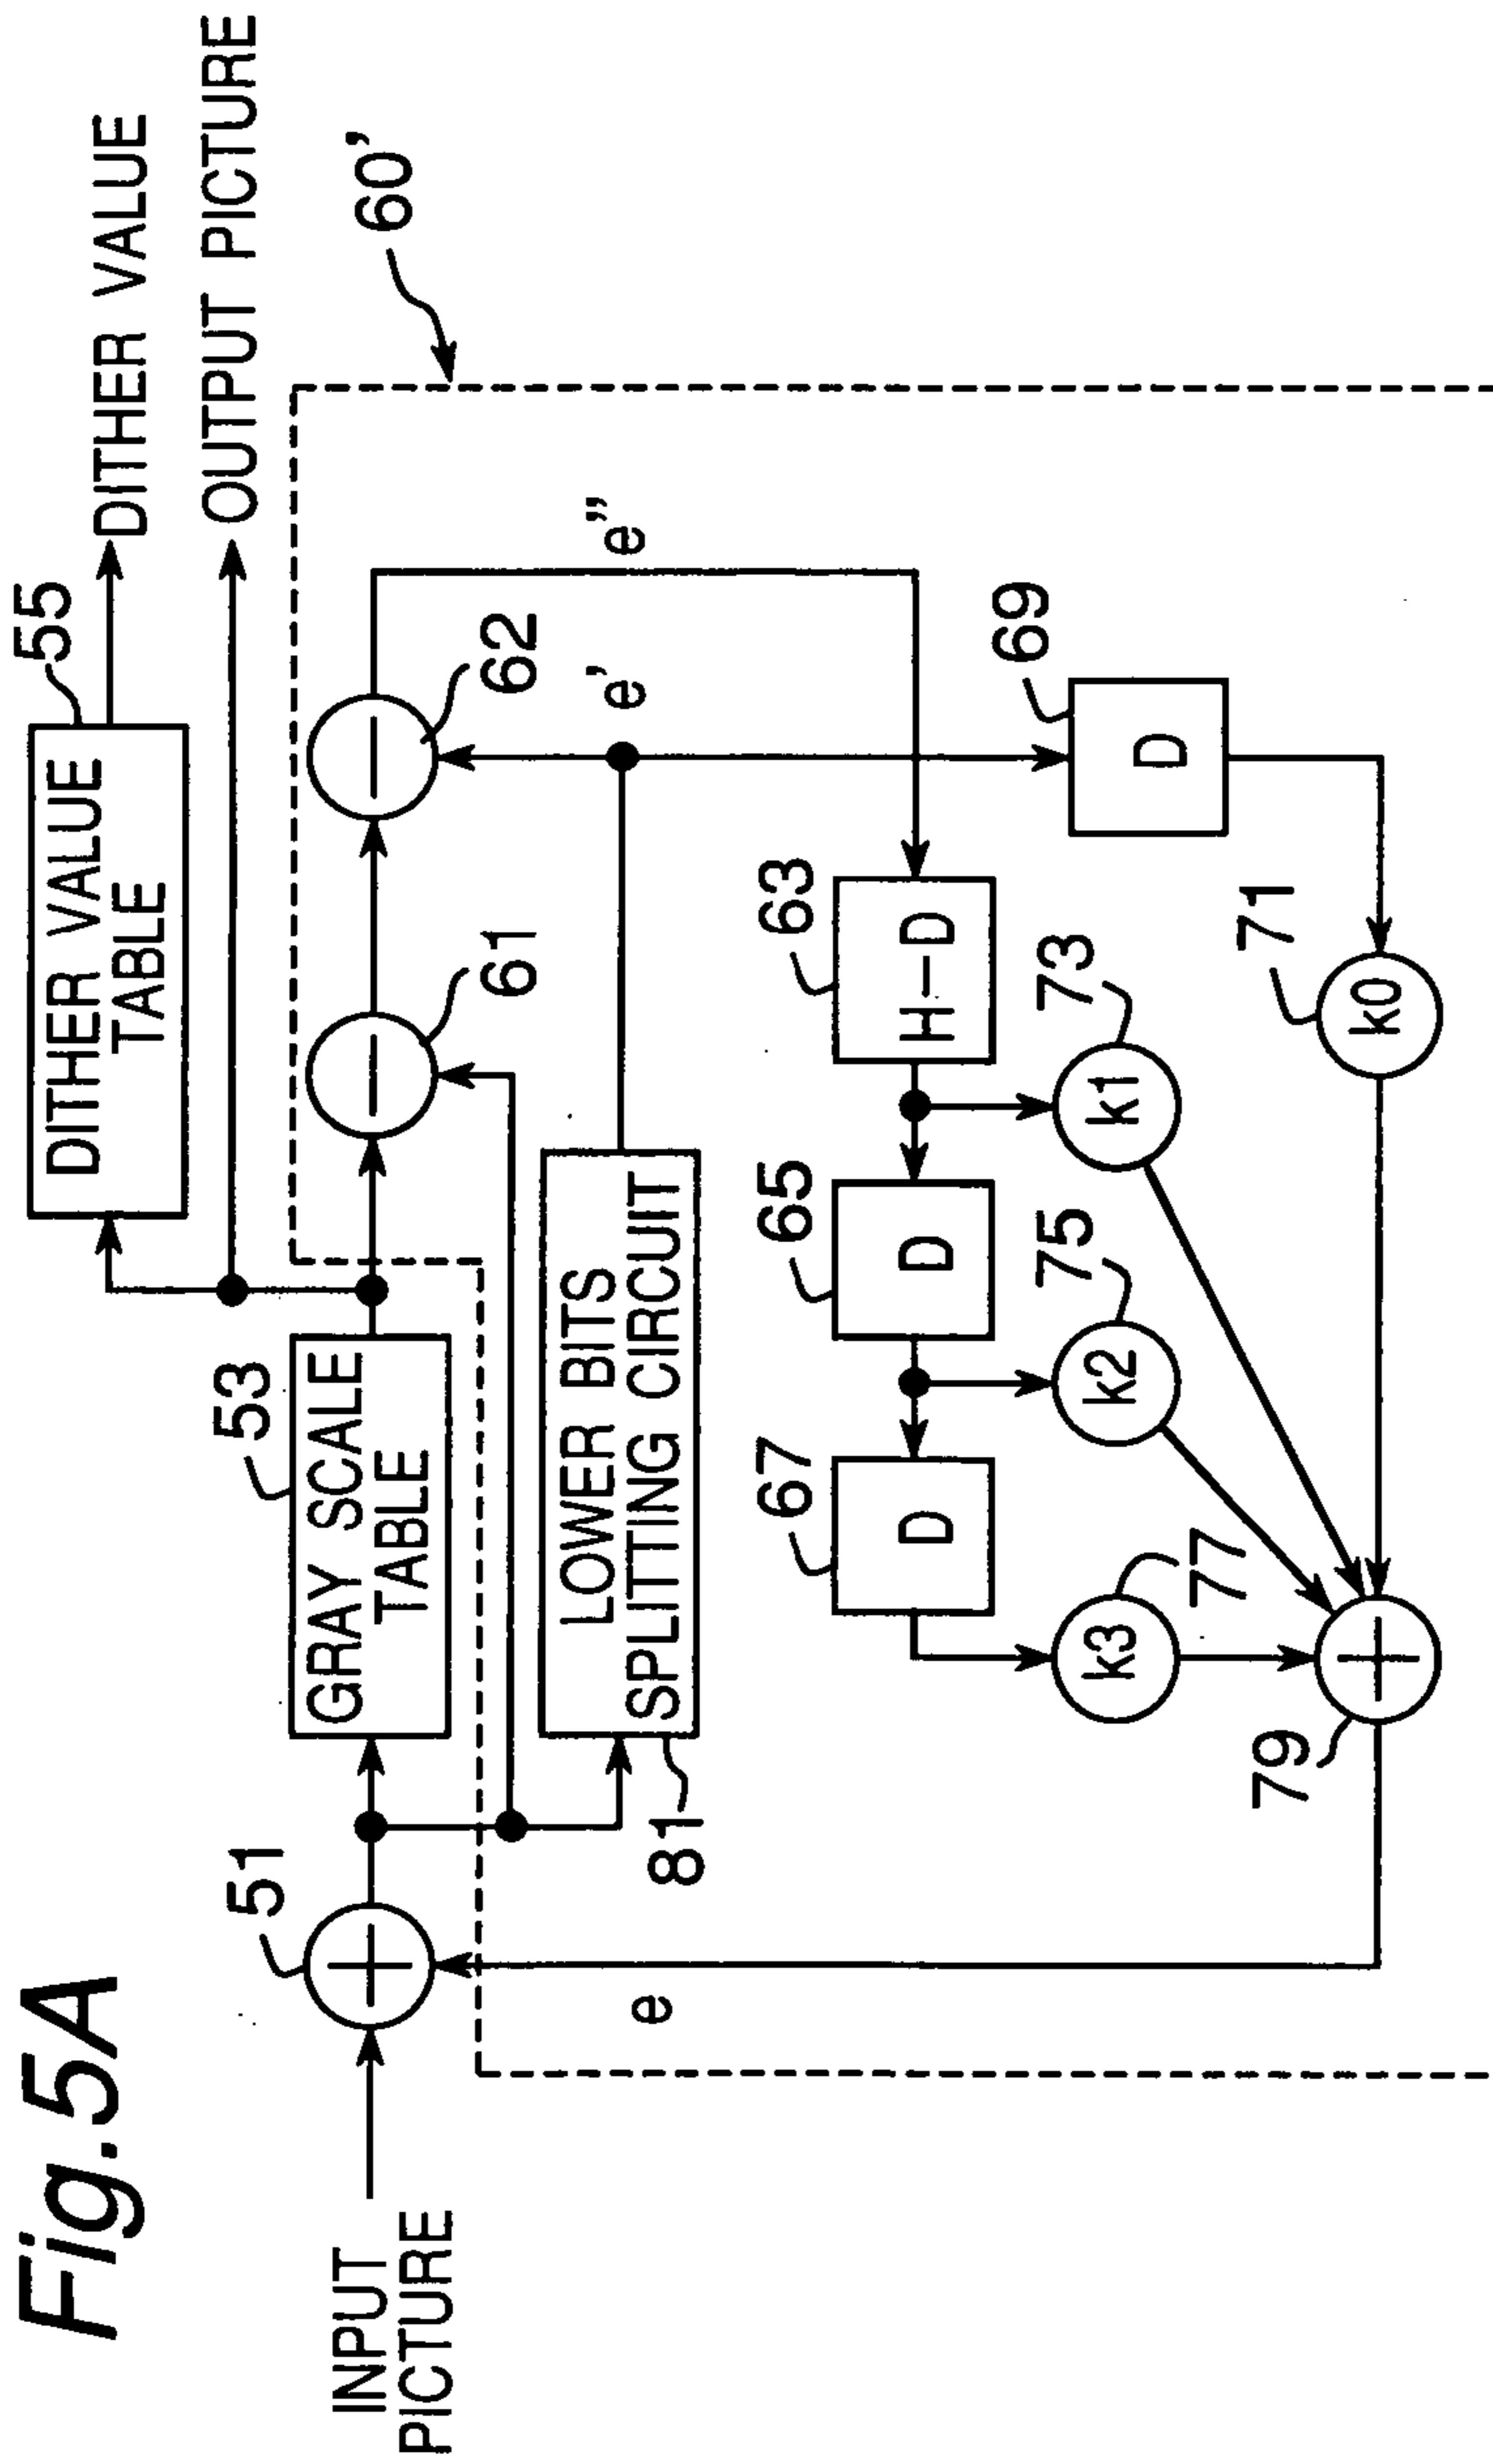 Fig.5A
DITHER VALUE
OUTPUT PICTURE
55
DITHER VALUE
TABLE
60'
53
GRAY SCALE
TABLE
51
INPUT
PICTURE
61
62
e"
e'
LOWER BITS
SPLITTING CIRCUIT
81
e
67
D
65
D
63
H-D
69
D
77
k3
75
k2
73
k1
71
k0
79